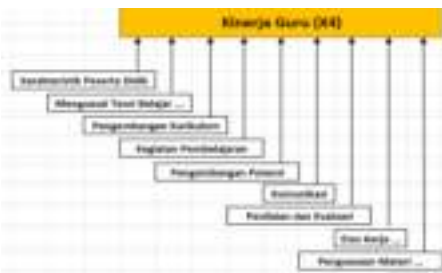 Kinerja Guru (X4)
Karakteristik Peserta Didik
Menguasai Teori Belajar ...
Pengembangan Kurikulum
Kegiatan Pembelajaran
Pengembangan Potensi
Komunikasi
Penilaian dan Evaluasi
Etos Kerja ...
Penguasaan Materi ...